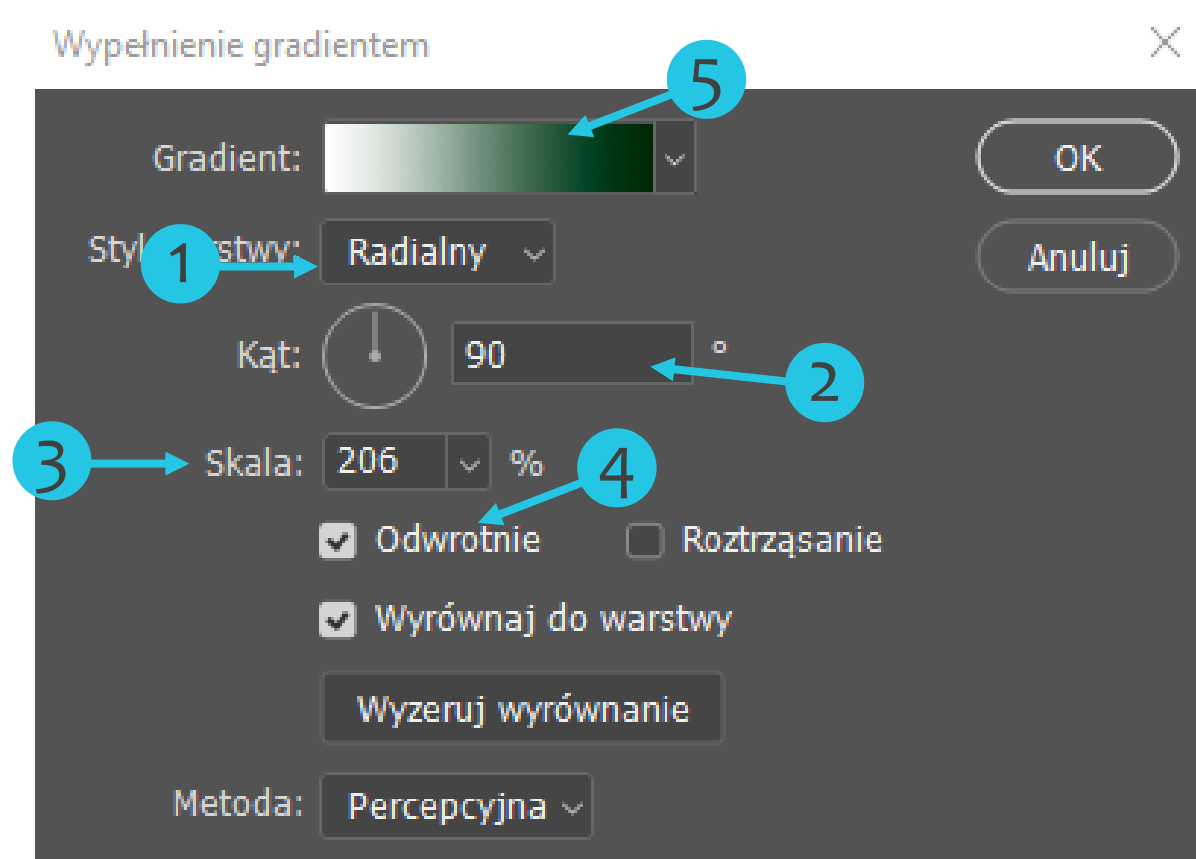 Wypełnienie gradientem
5
Gradient:
OK
1
Radialny
Anuluj
Kąt: 90 °
2
3
Skala: 206 %
4
Odwrotnie Roztrząsanie
Wyrównaj do warstwy
Wyzeruj wyrównanie
Metoda: Percepcyjna